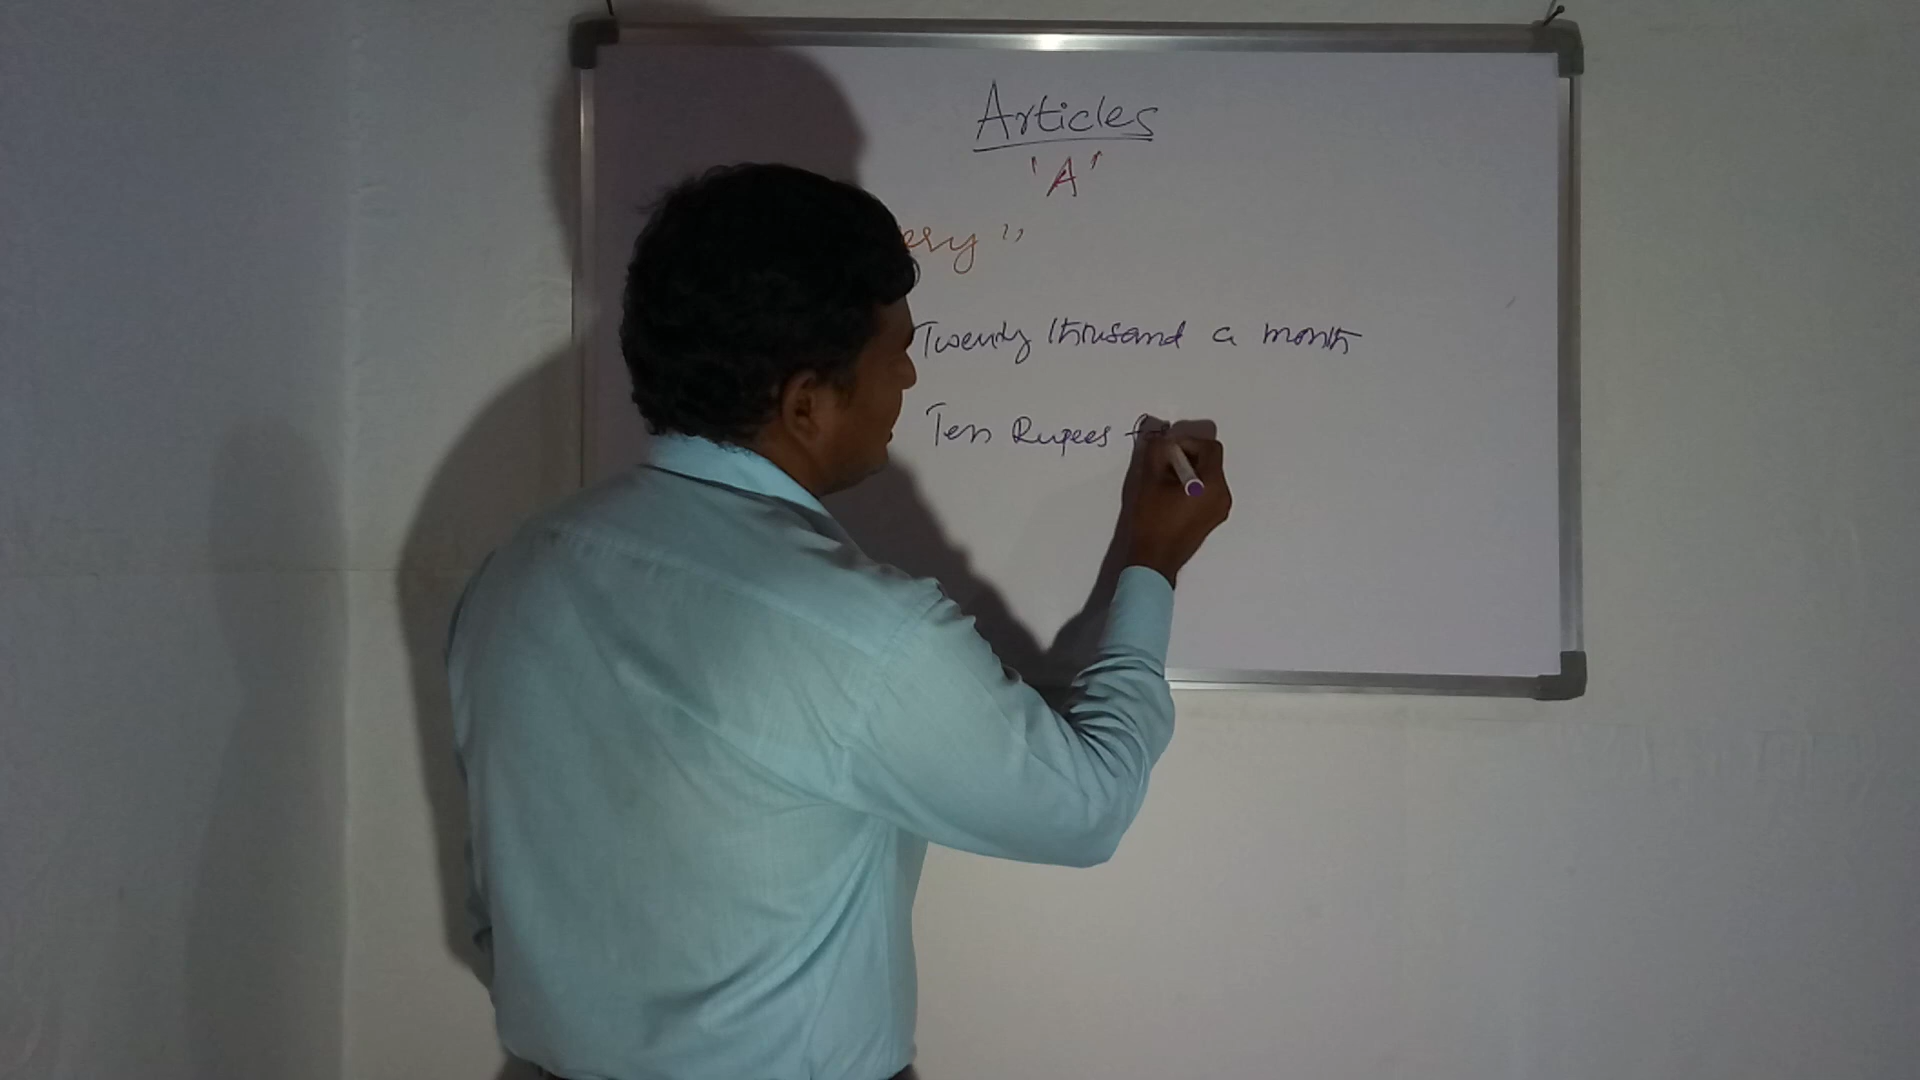 Articles
'A'
ery"
Twenty thousand a month
Ten Rupees